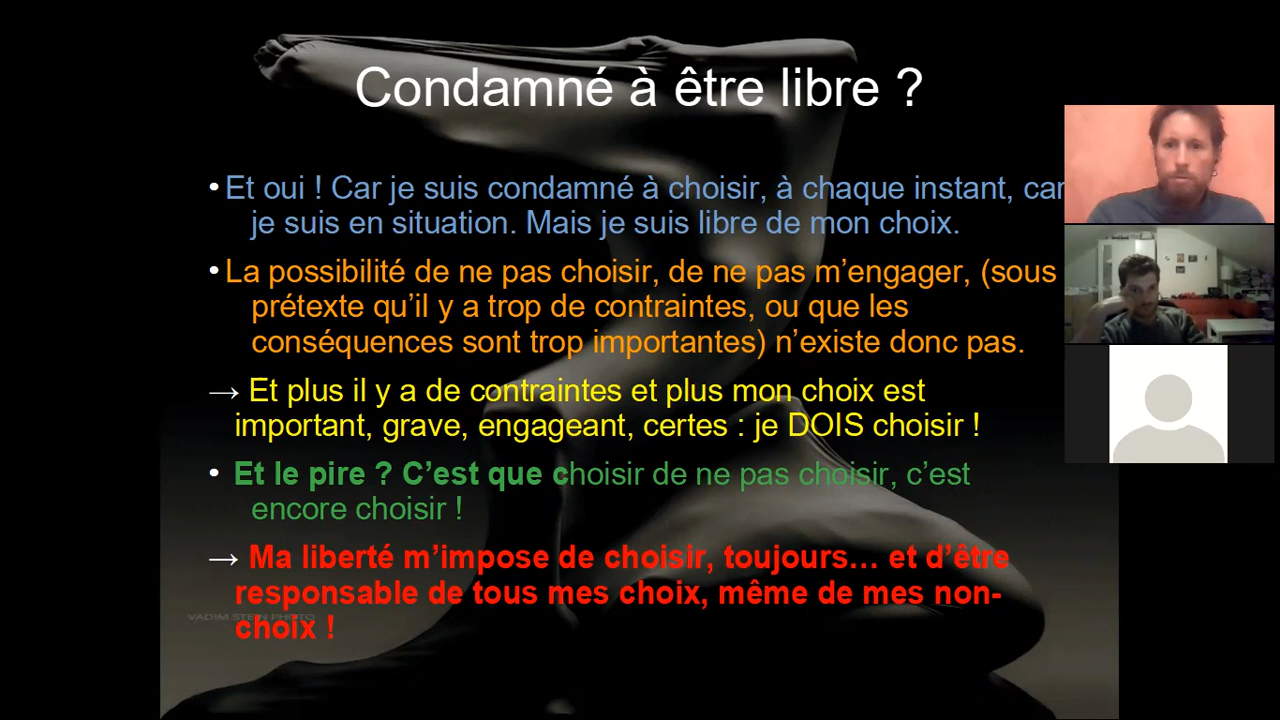 Condamné à être libre ?
• Et oui ! Car je suis condamné à choisir, à chaque instant, car
je suis en situation. Mais je suis libre de mon choix.
• La possibilité de ne pas choisir, de ne pas m’engager, (sous
prétexte qu’il y a trop de contraintes, ou que les
conséquences sont trop importantes) n’existe donc pas.
→ Et plus il y a de contraintes et plus mon choix est
important, grave, engageant, certes : je DOIS choisir !
• Et le pire ? C’est que choisir de ne pas choisir, c’est
encore choisir !
→ Ma liberté m’impose de choisir, toujours… et d’être
responsable de tous mes choix, même de mes non-
VADIM STEIN PHOTO
choix !